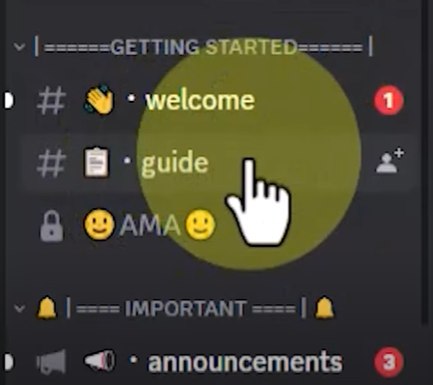 |======GETTING STARTED======|
# 👋 · welcome 1
# 📋 · guide
🙂AMA🙂
🔔 |==== IMPORTANT ====| 🔔
📣 · announcements 3